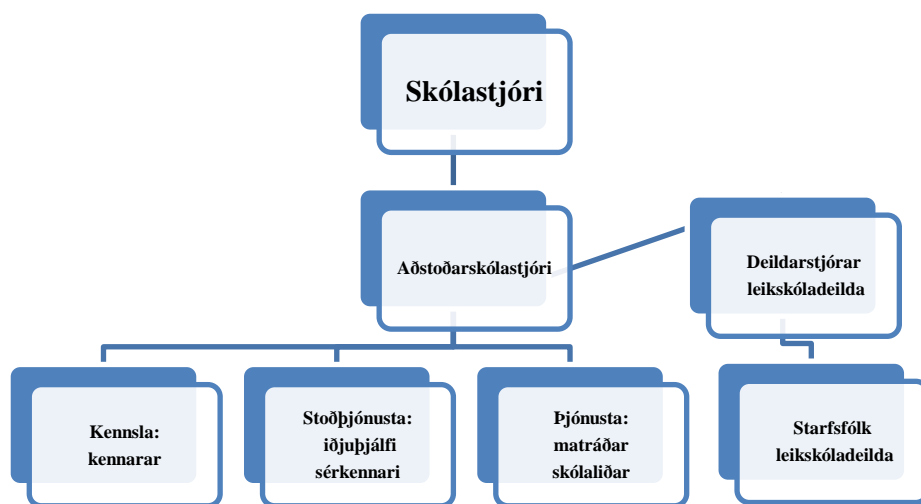 Skólastjóri
Aðstoðarskólastjóri
Deildarstjórar
leikskóladeilda
Kennsla:
kennarar
Stoðþjónusta:
iðjuþjálfi
sérkennari
Þjónusta:
matráðar
skólaliðar
Starfsfólk
leikskóladeilda